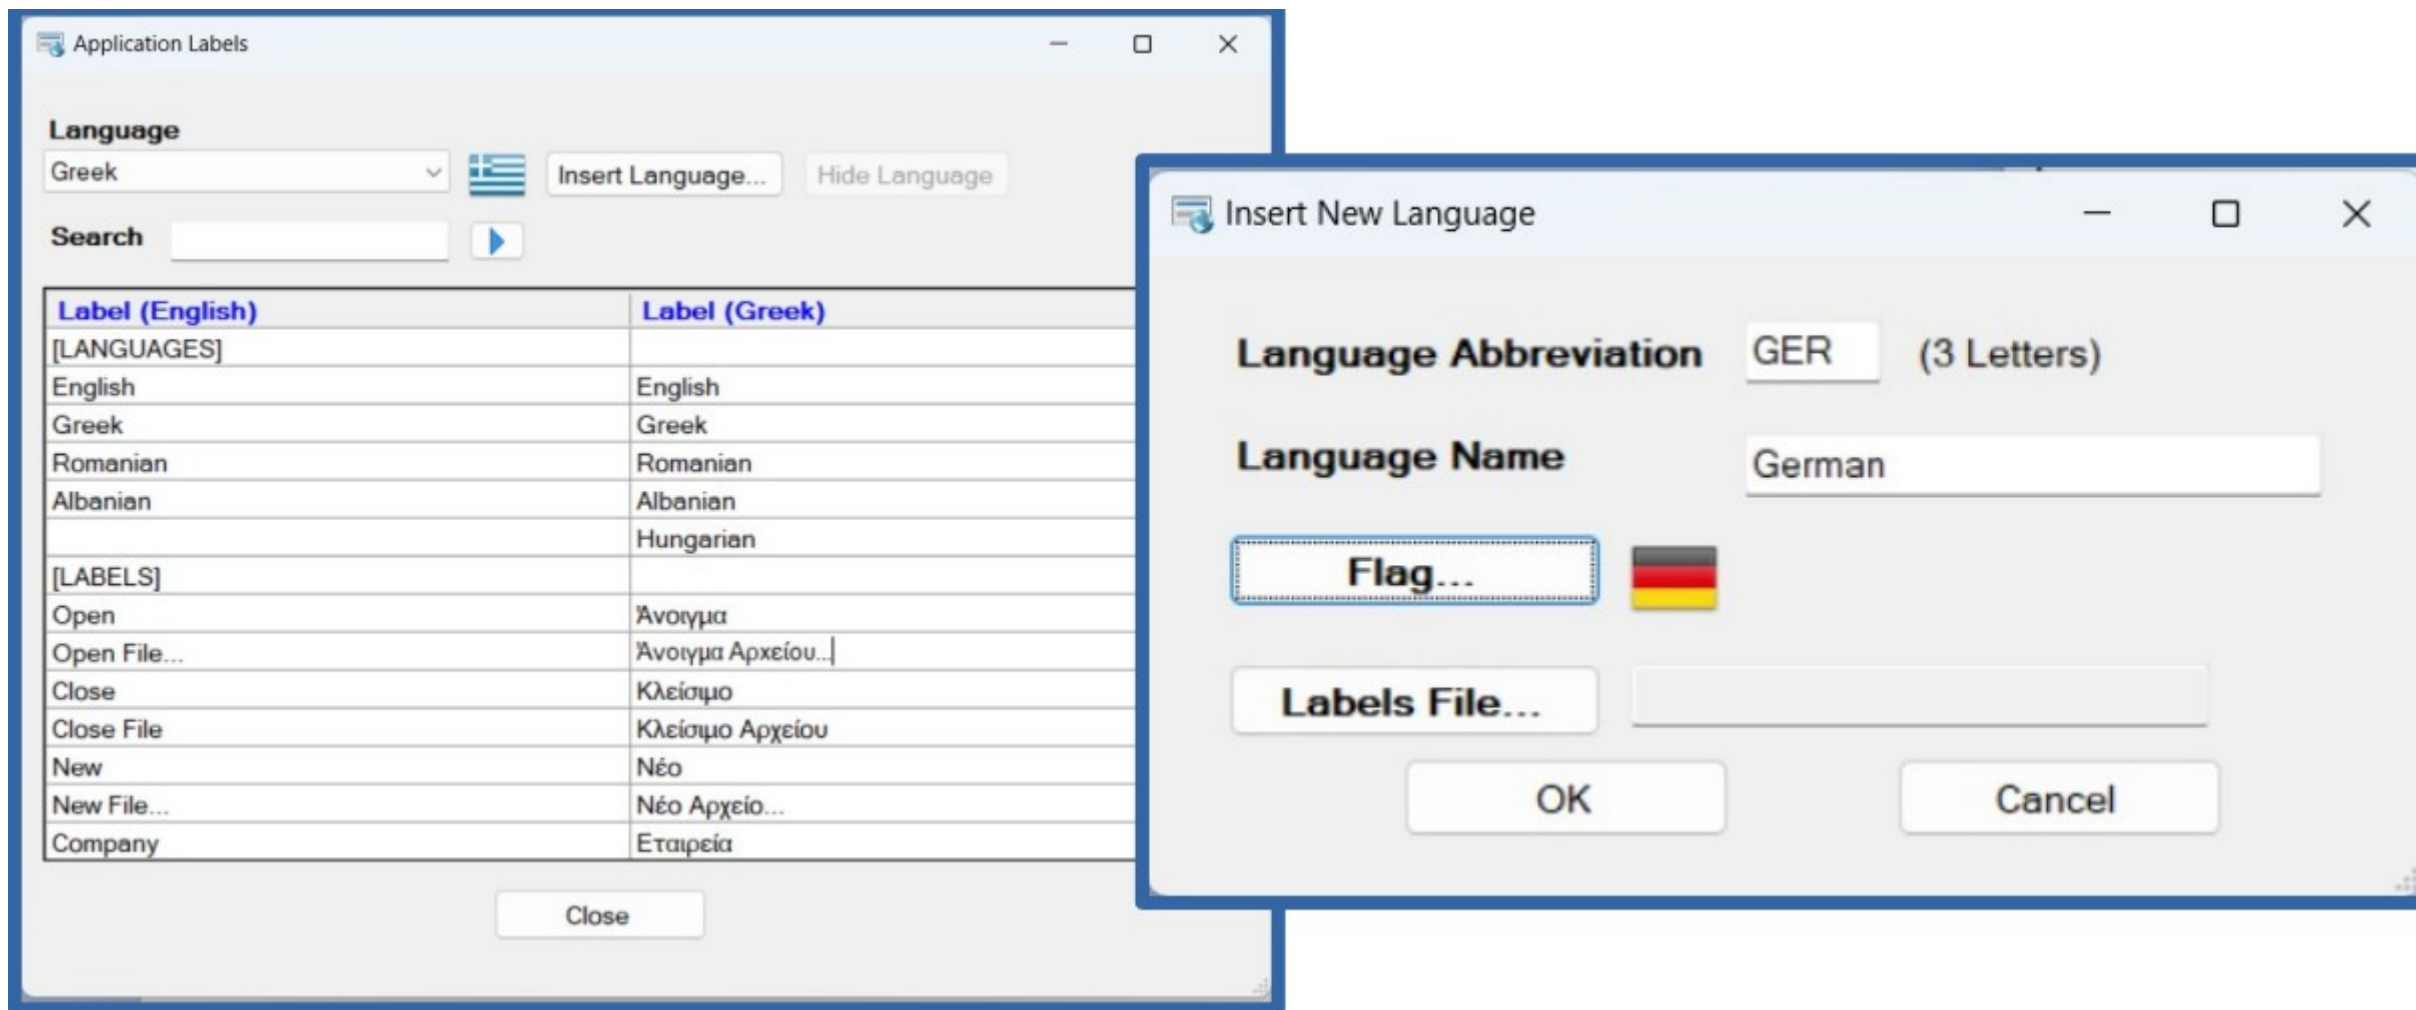 Application Labels
Language
Greek
Insert Language...
Hide Language
Search
Label (English) Label (Greek)
[LANGUAGES]
English English
Greek Greek
Romanian Romanian
Albanian Albanian
Hungarian
[LABELS]
Open Άνοιγμα
Open File... Άνοιγμα Αρχείου...
Close Κλείσιμο
Close File Κλείσιμο Αρχείου
New Νέο
New File... Νέο Αρχείο...
Company Εταιρεία
Close
Insert New Language
Language Abbreviation GER (3 Letters)
Language Name German
Flag...
Labels File...
OK Cancel